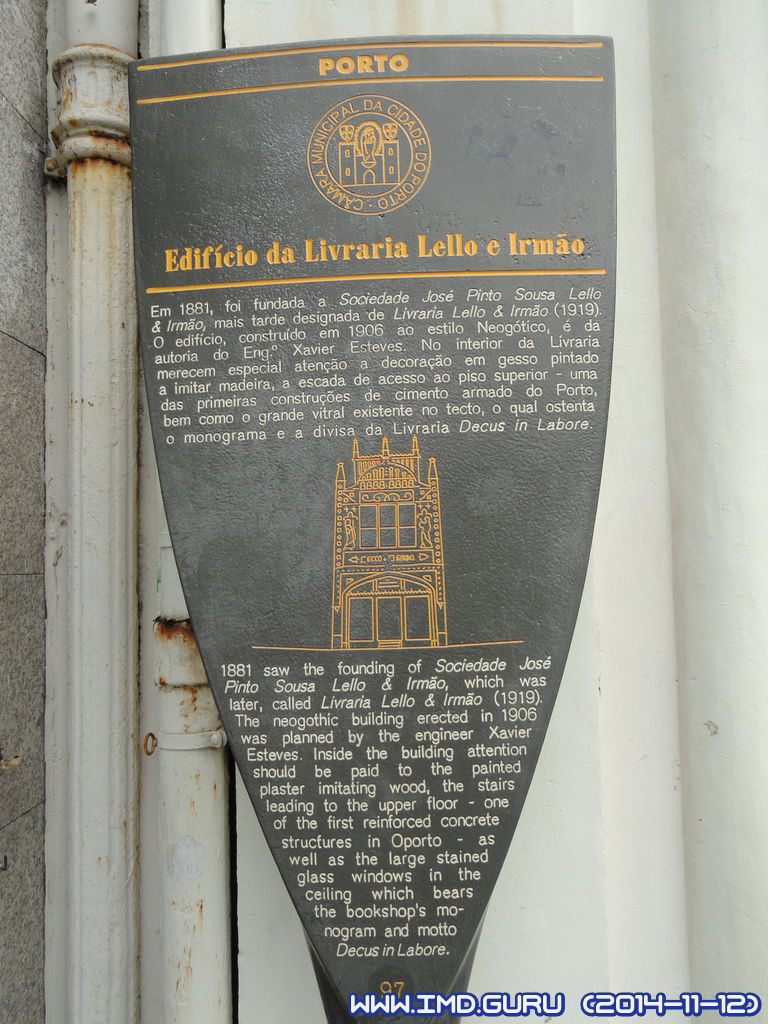 PORTO
CÂMARA MUNICIPAL DA CIDADE DO PORTO
Edifício da Livraria Lello e Irmão
Em 1881, foi fundada a Sociedade José Pinto Sousa Lello
& Irmão, mais tarde designada de Livraria Lello & Irmão (1919).
O edifício, construído em 1906 ao estilo Neogótico, é da
autoria do Eng.º Xavier Esteves. No interior da Livraria
merecem especial atenção a decoração em gesso pintado
a imitar madeira, a escada de acesso ao piso superior - uma
das primeiras construções de cimento armado do Porto,
bem como o grande vitral existente no tecto, o qual ostenta
o monograma e a divisa da Livraria Decus in Labore.
1881 saw the founding of Sociedade José
Pinto Sousa Lello & Irmão, which was
later, called Livraria Lello & Irmão (1919).
The neogothic building erected in 1906
was planned by the engineer Xavier
Esteves. Inside the building attention
should be paid to the painted
plaster imitating wood, the stairs
leading to the upper floor - one
of the first reinforced concrete
structures in Oporto - as
well as the large stained
glass windows in the
ceiling which bears
the bookshop's mo-
nogram and motto
Decus in Labore.
97
WWW.IMD.GURU (2014-11-12)